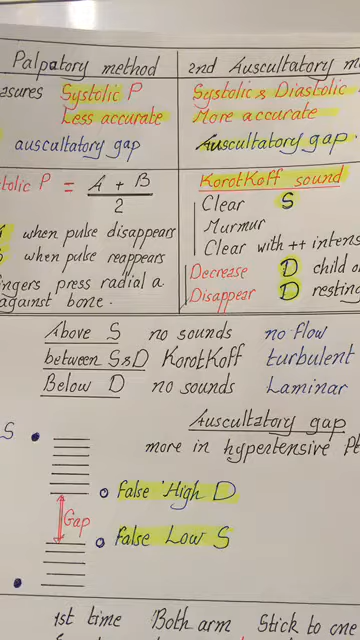 Palpatory method
2nd Auscultatory m
asures Systolic P
Systolic & Diastolic
Less accurate
More accurate
auscultatory gap
Auscultatory gap.
tolic P = A + B
2
KorotKoff sound
Clear S
Murmur
Clear with ++ intens
when pulse disappears
when pulse reappears
Decrease D child o
ingers press radial a
against bone.
Disappear D resting
Above S no sounds no flow
between S&D KorotKoff turbulent
Below D no sounds Laminar
Auscultatory gap
more in hypertensive Pt
S
False High D
Gap
False Low S
1st time Both arm Stick to one